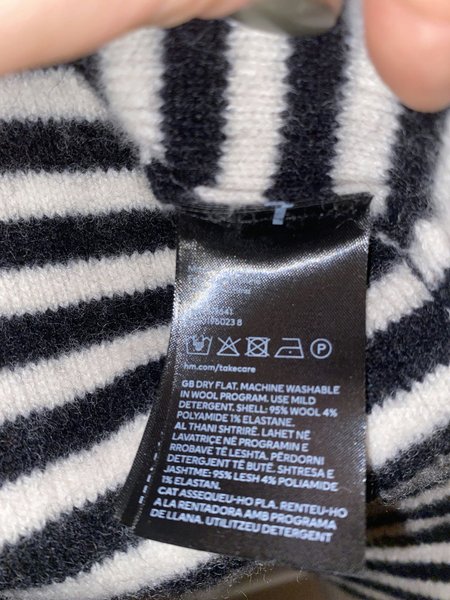 hm.com/takecare
GB DRY FLAT. MACHINE WASHABLE
IN WOOL PROGRAM. USE MILD
DETERGENT. SHELL: 95% WOOL 4%
POLYAMIDE 1% ELASTANE.
AL THANI SHTRIRË. LAHET NË
LAVATRIÇE NË PROGRAMIN E
RROBAVE TË LESHTA. PËRDORNI
DETERGJENT TË BUTË. SHTRESA E
JASHTME: 95% LESH 4% POLIAMIDE
1% ELASTAN.
CAT ASSEQUEU-HO PLA. RENTEU-HO
A LA RENTADORA AMB PROGRAMA
DE LLANA. UTILITZEU DETERGENT